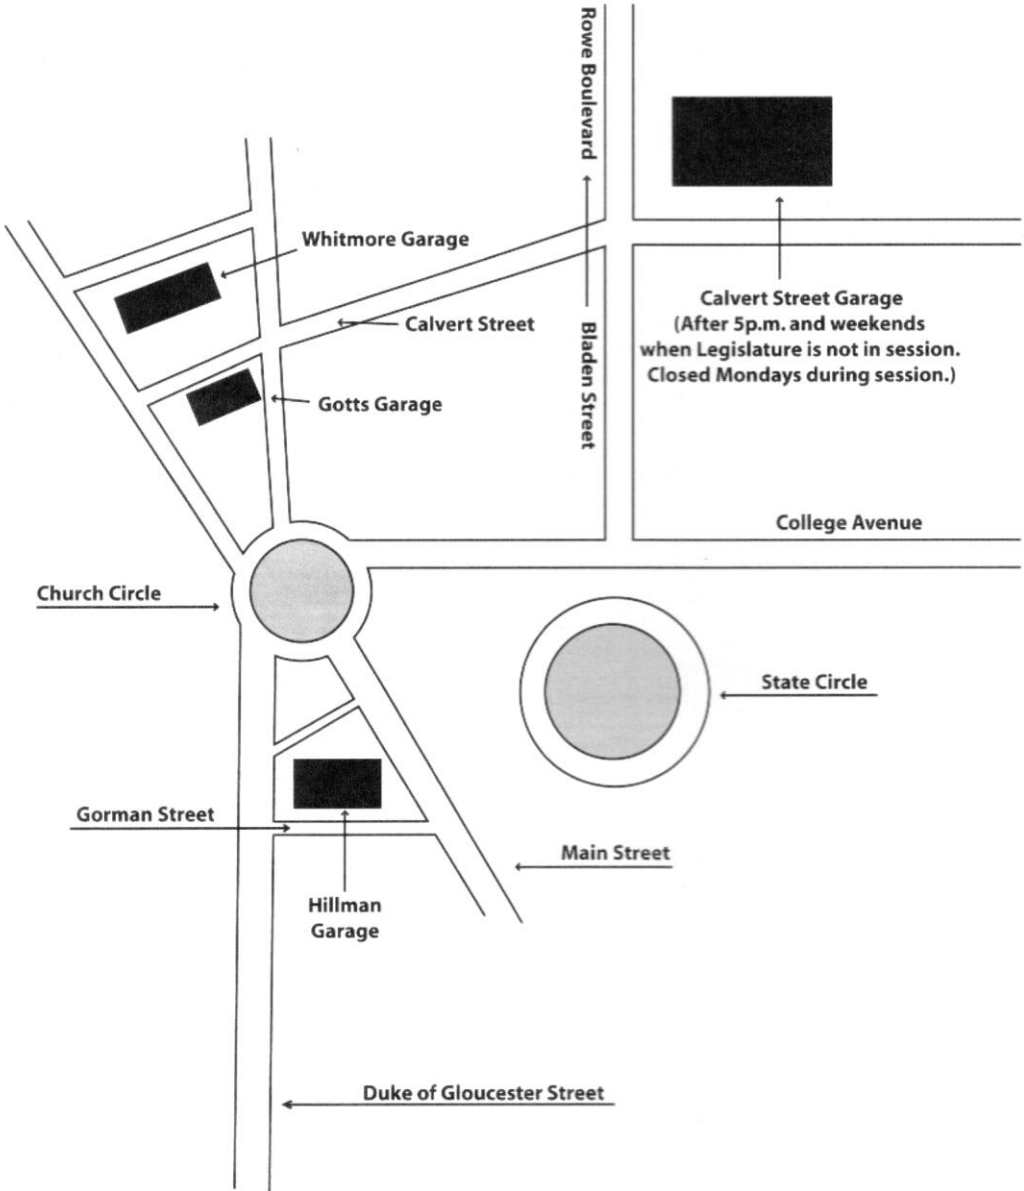 Rowe Boulevard
Whitmore Garage
Calvert Street Garage
(After 5p.m. and weekends
when Legislature is not in session.
Closed Mondays during session.)
Calvert Street
Bladen Street
Gotts Garage
College Avenue
Church Circle
State Circle
Gorman Street
Main Street
Hillman
Garage
Duke of Gloucester Street